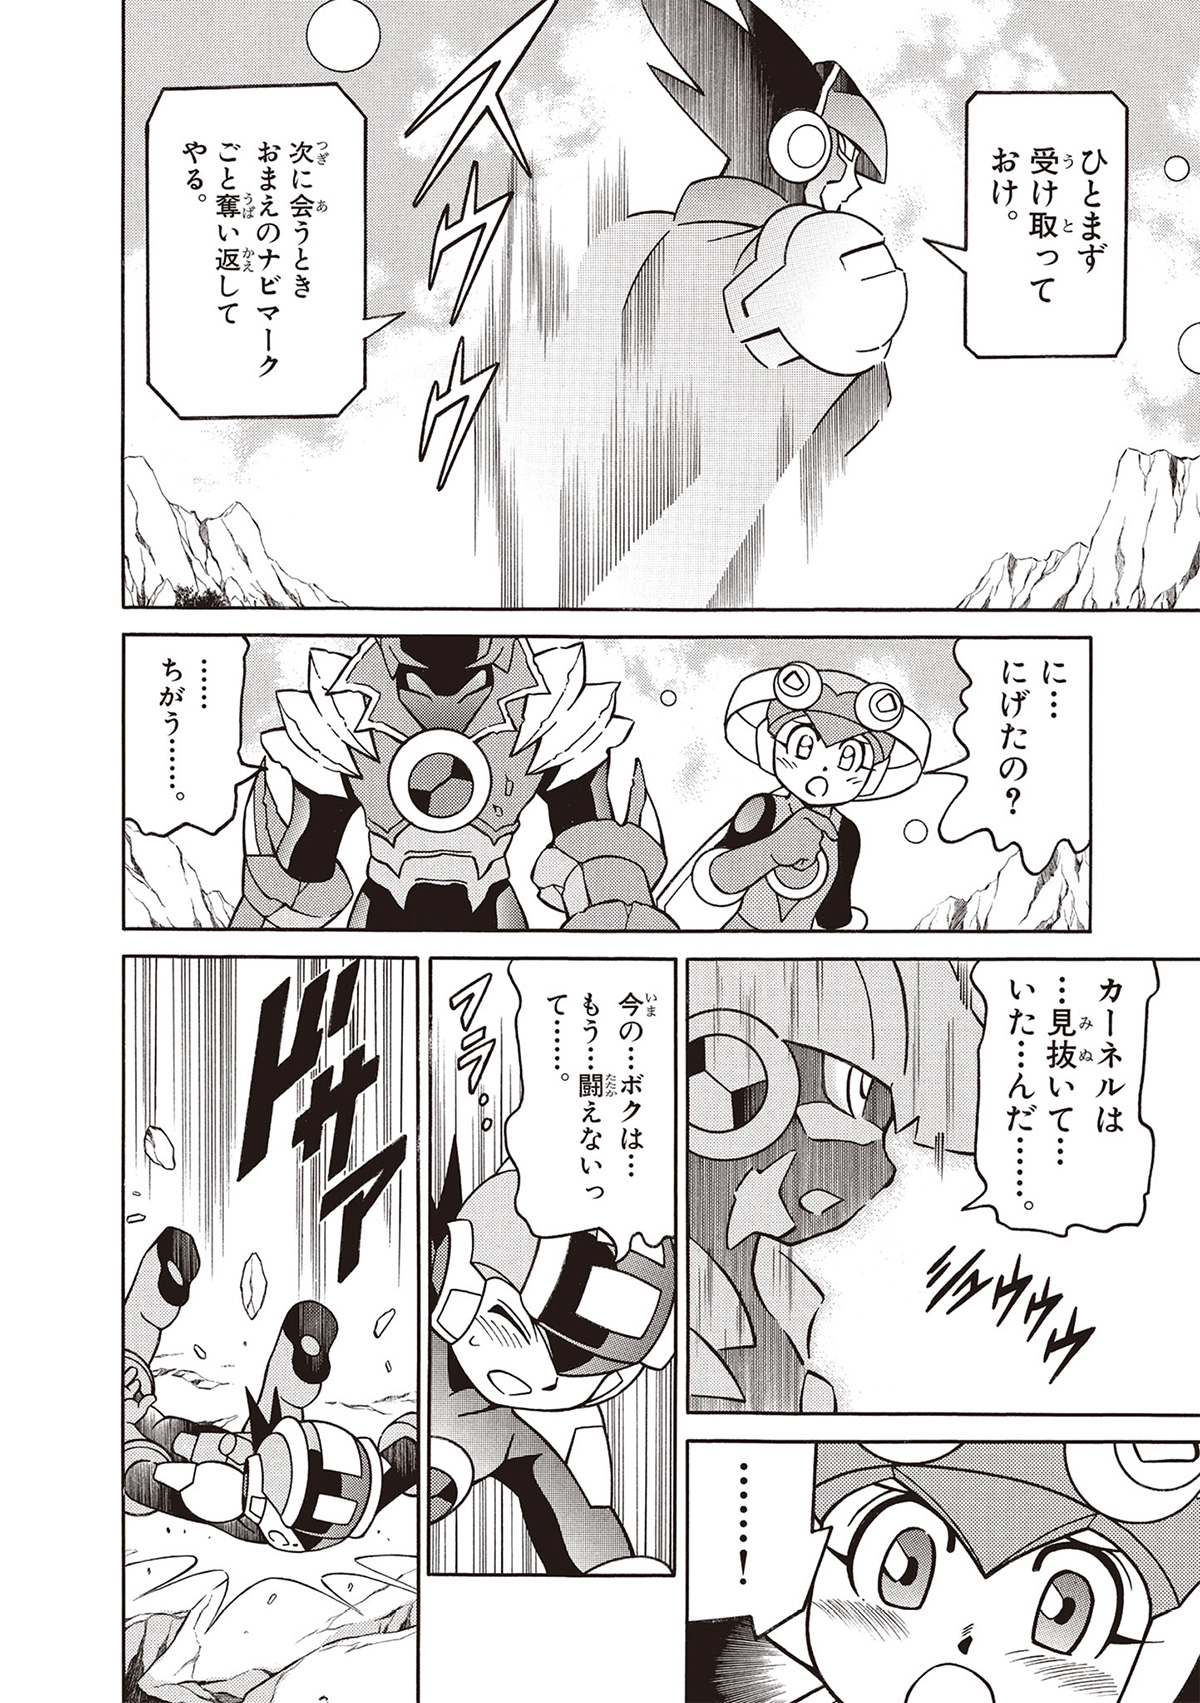 ひとまず
受け取って
おけ。
次に会うとき
おまえのナビマーク
ごと奪い返して
やる。
ヌウウウ
に…
にげたの？
……
ちがう………。
カーネルは
…見抜いて…
いた…んだ……。
シュウウウゥ
………！
今の…ボクは…
もう…闘えないっ
て……。
フラ…
ドサァ